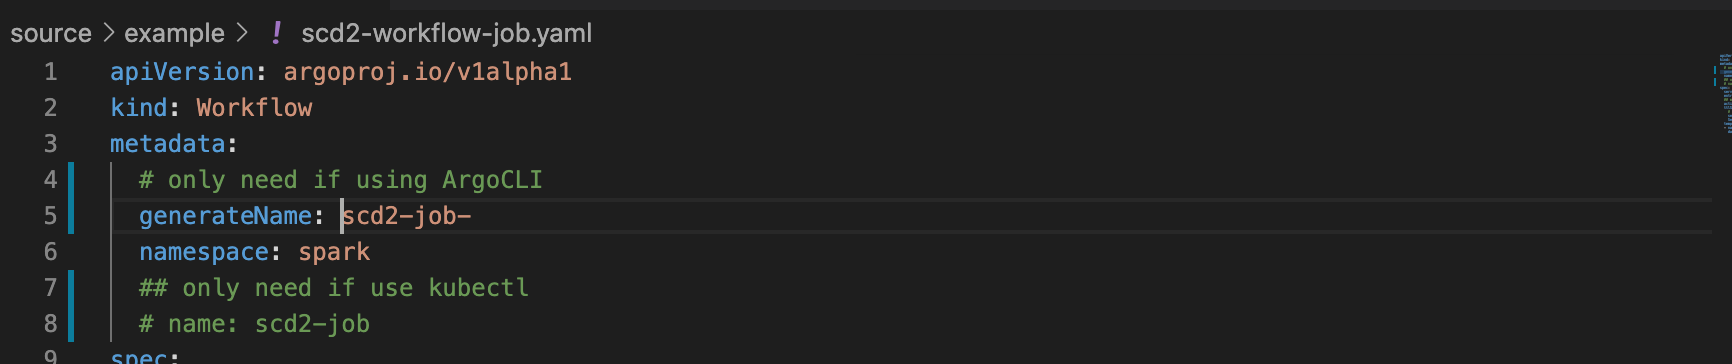 source > example > ! scd2-workflow-job.yaml
1 apiVersion: argoproj.io/v1alpha1
2 kind: Workflow
3 metadata:
4 # only need if using ArgoCLI
5 generateName: scd2-job-
6 namespace: spark
7 ## only need if use kubectl
8 # name: scd2-job
9 spec: